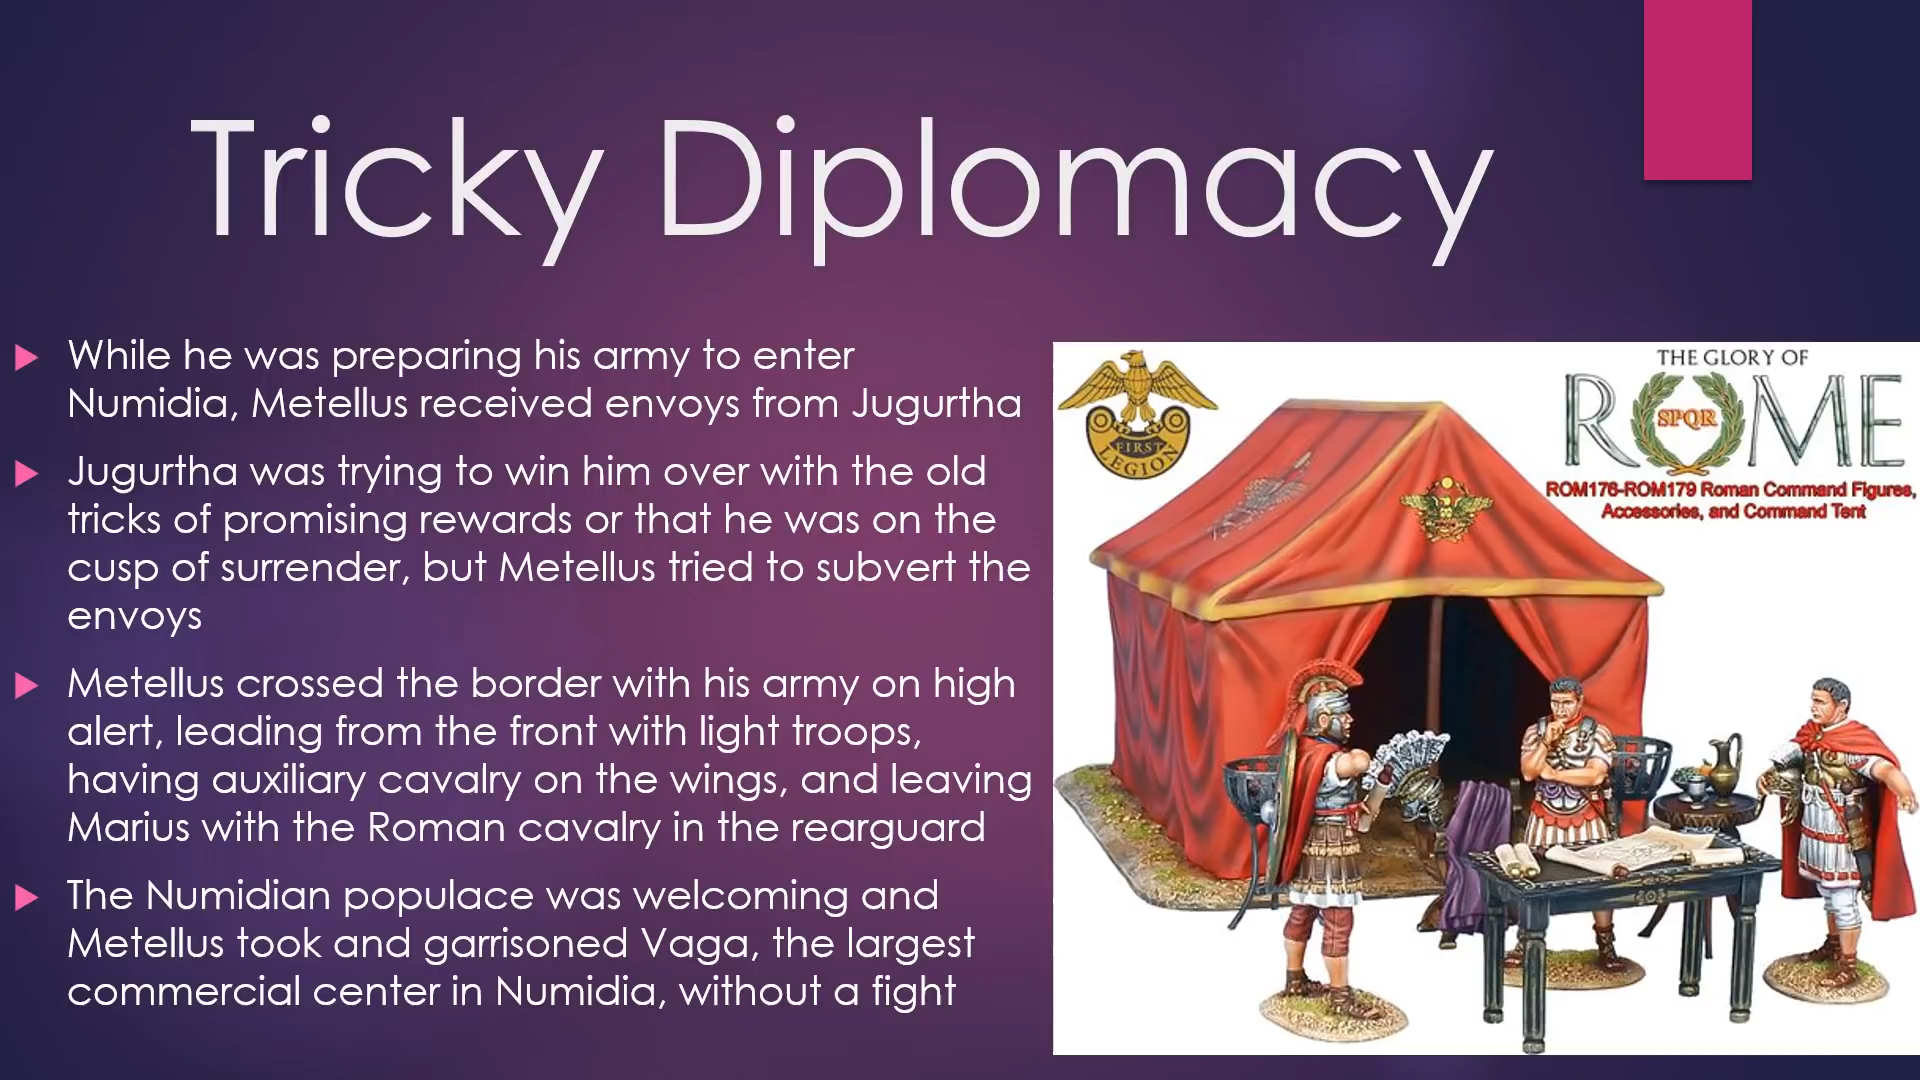 Tricky Diplomacy
While he was preparing his army to enter
Numidia, Metellus received envoys from Jugurtha
Jugurtha was trying to win him over with the old
tricks of promising rewards or that he was on the
cusp of surrender, but Metellus tried to subvert the
envoys
Metellus crossed the border with his army on high
alert, leading from the front with light troops,
having auxiliary cavalry on the wings, and leaving
Marius with the Roman cavalry in the rearguard
The Numidian populace was welcoming and
Metellus took and garrisoned Vaga, the largest
commercial center in Numidia, without a fight
FIRST
LEGION
THE GLORY OF
ROME
SPQR
ROM176-ROM179 Roman Command Figures,
Accessories, and Command Tent